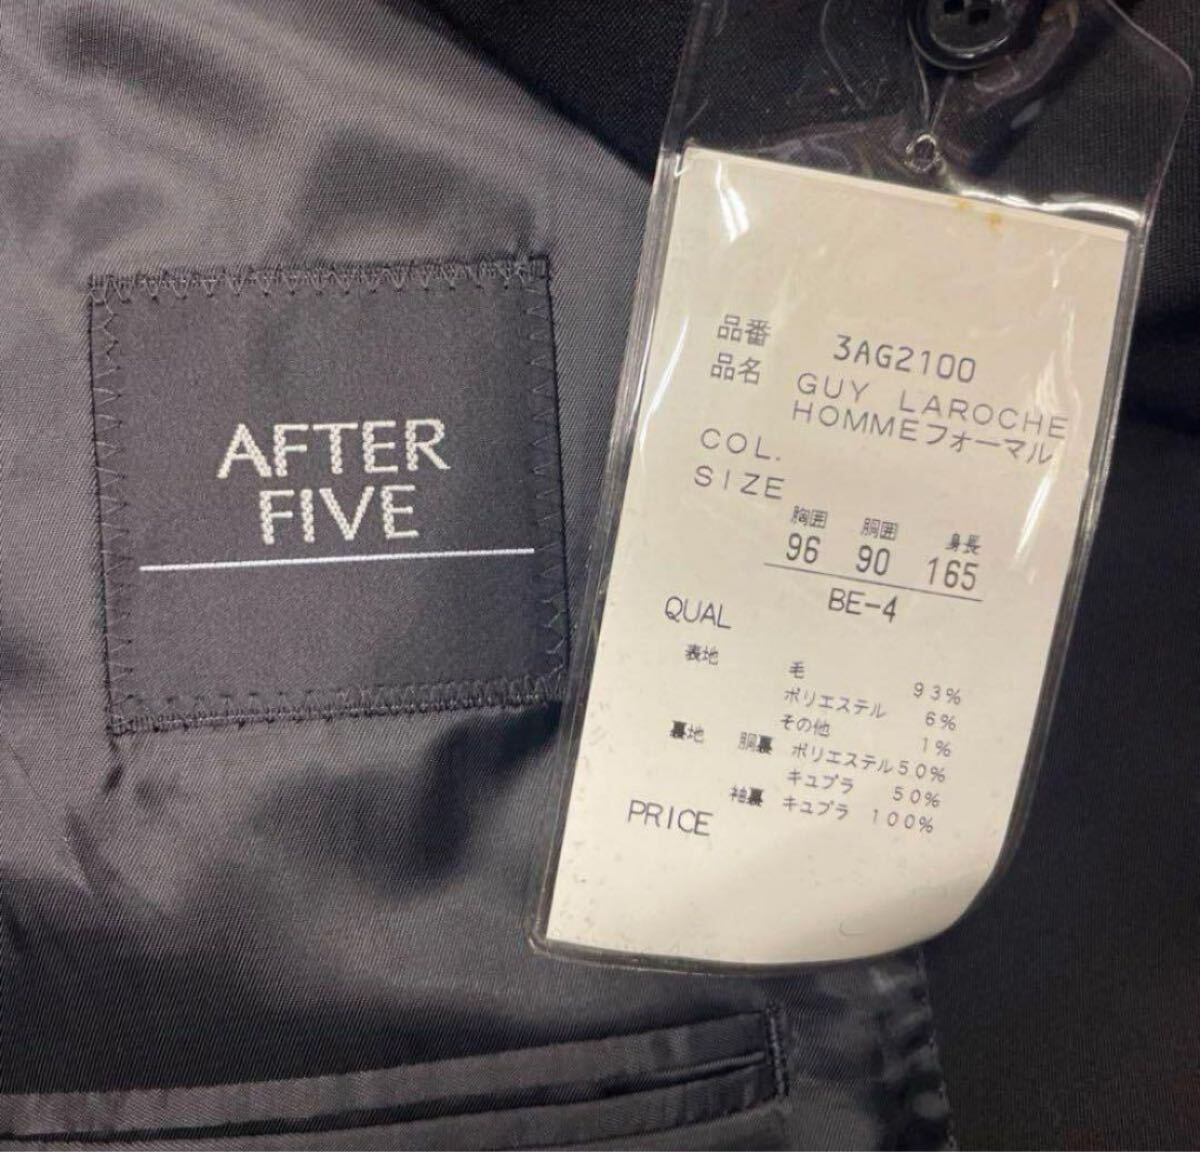 AFTER
FIVE
品番 3AG2100
品名 GUY LAROCHE
HOMMEフォーマル
COL.
SIZE
胸囲 胴囲 身長
96 90 165
BE-4
QUAL
表地 毛 93%
ポリエステル 6%
その他 1%
裏地 胴裏 ポリエステル50%
キュプラ 50%
袖裏 キュプラ 100%
PRICE